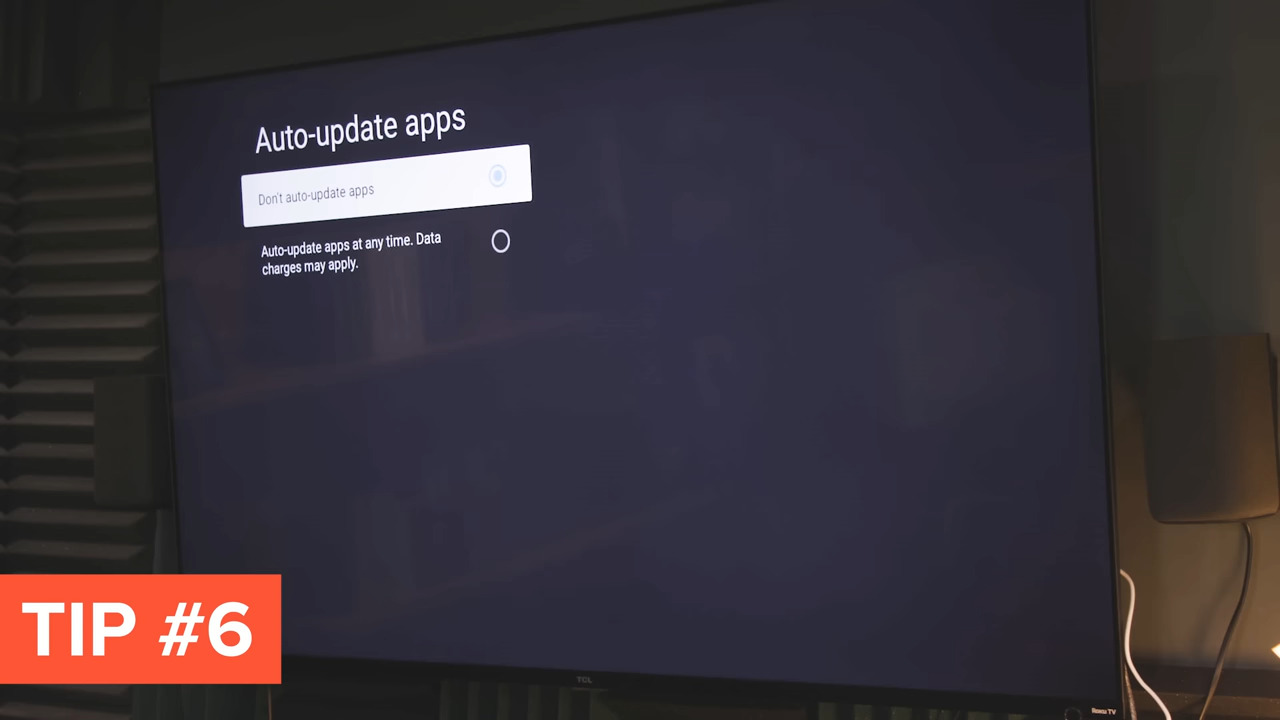 Auto-update apps
Don't auto-update apps
Auto-update apps at any time. Data
charges may apply.
TIP #6
TCL
Roku TV